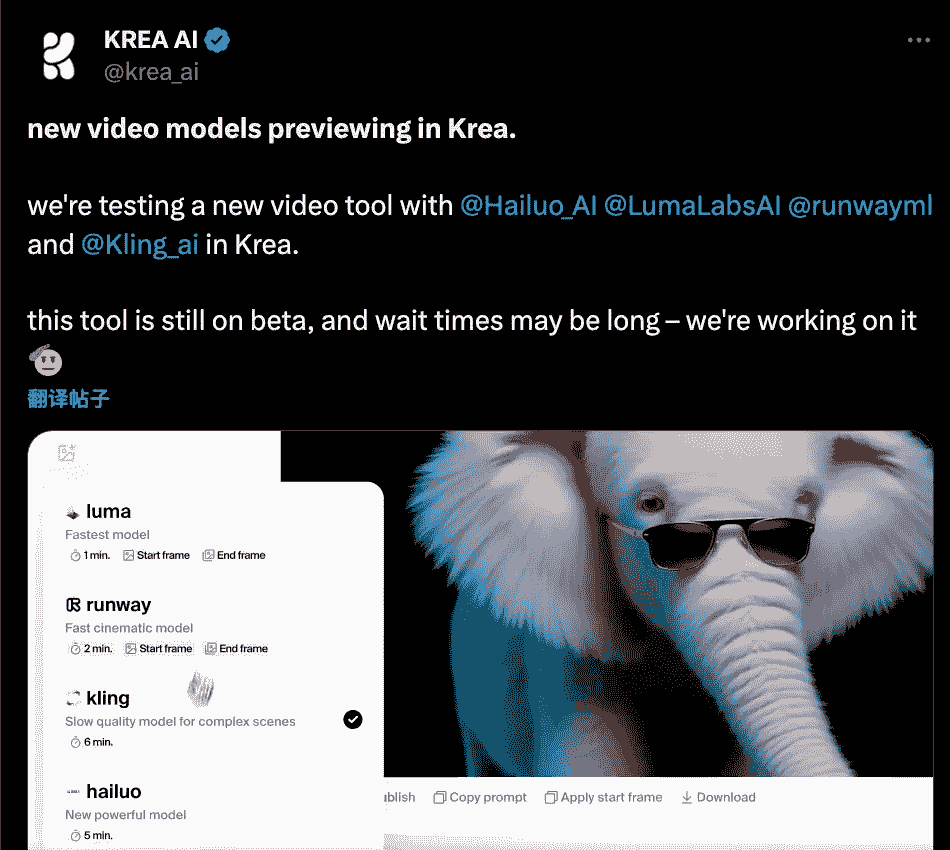 KREA AI
@krea_ai
new video models previewing in Krea.
we're testing a new video tool with @Hailuo_AI @LumaLabsAI @runwayml
and @Kling_ai in Krea.
this tool is still on beta, and wait times may be long – we're working on it
🫡
翻译帖子
luma
Fastest model
1 min. Start frame End frame
runway
Fast cinematic model
2 min. Start frame End frame
kling
Slow quality model for complex scenes
6 min.
hailuo
New powerful model
5 min.
ublish Copy prompt Apply start frame Download